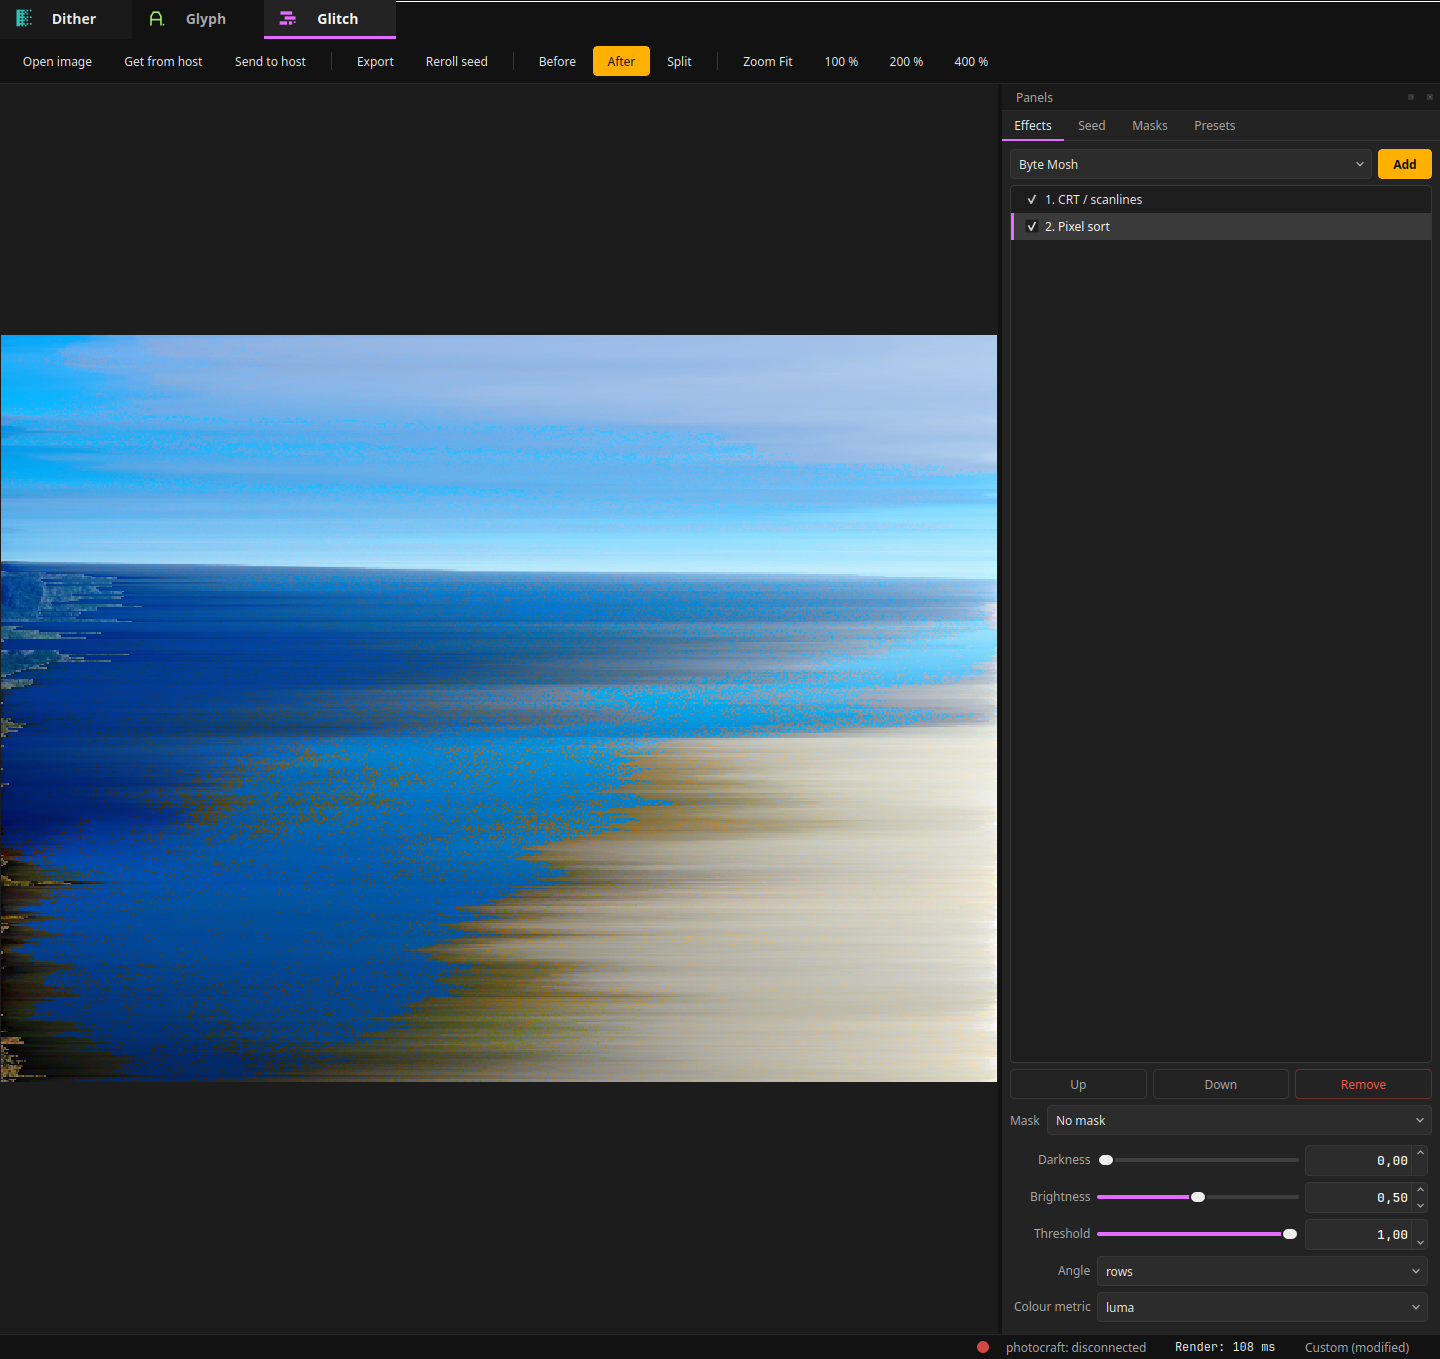 Dither Glyph Glitch
Open image Get from host Send to host Export Reroll seed Before After Split Zoom Fit 100 % 200 % 400 %
Panels
Effects Seed Masks Presets
Byte Mosh Add
1. CRT / scanlines
2. Pixel sort
Up Down Remove
Mask No mask
Darkness 0,00
Brightness 0,50
Threshold 1,00
Angle rows
Colour metric luma
photocraft: disconnected Render: 108 ms Custom (modified)